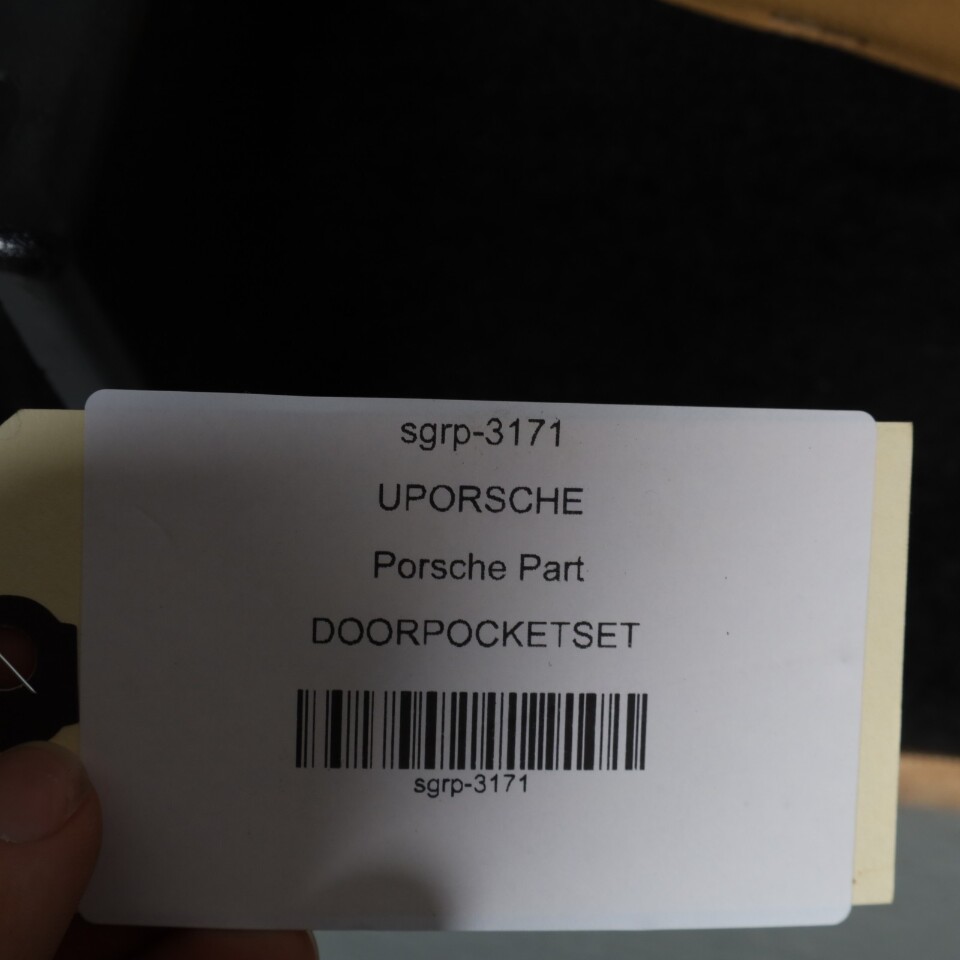 sgrp-3171
UPORSCHE
Porsche Part
DOORPOCKETSET
sgrp-3171